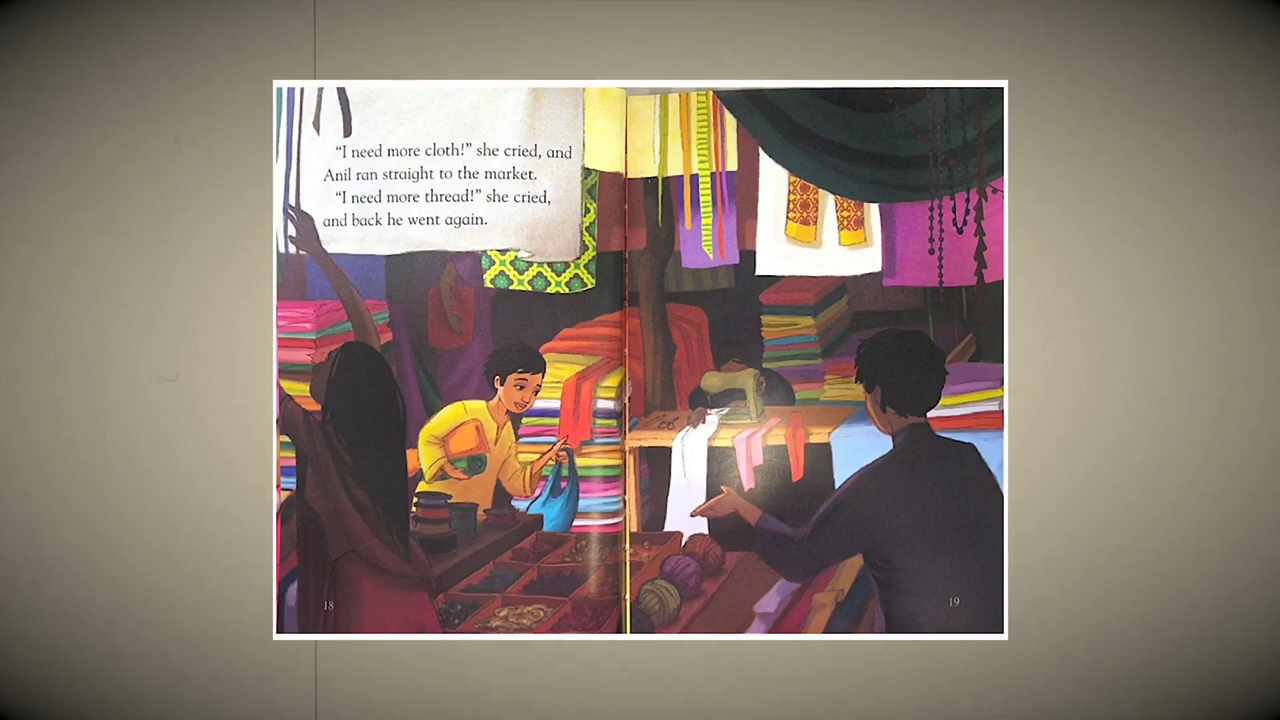 “I need more cloth!” she cried, and
Anil ran straight to the market.
“I need more thread!” she cried,
and back he went again.
18
19